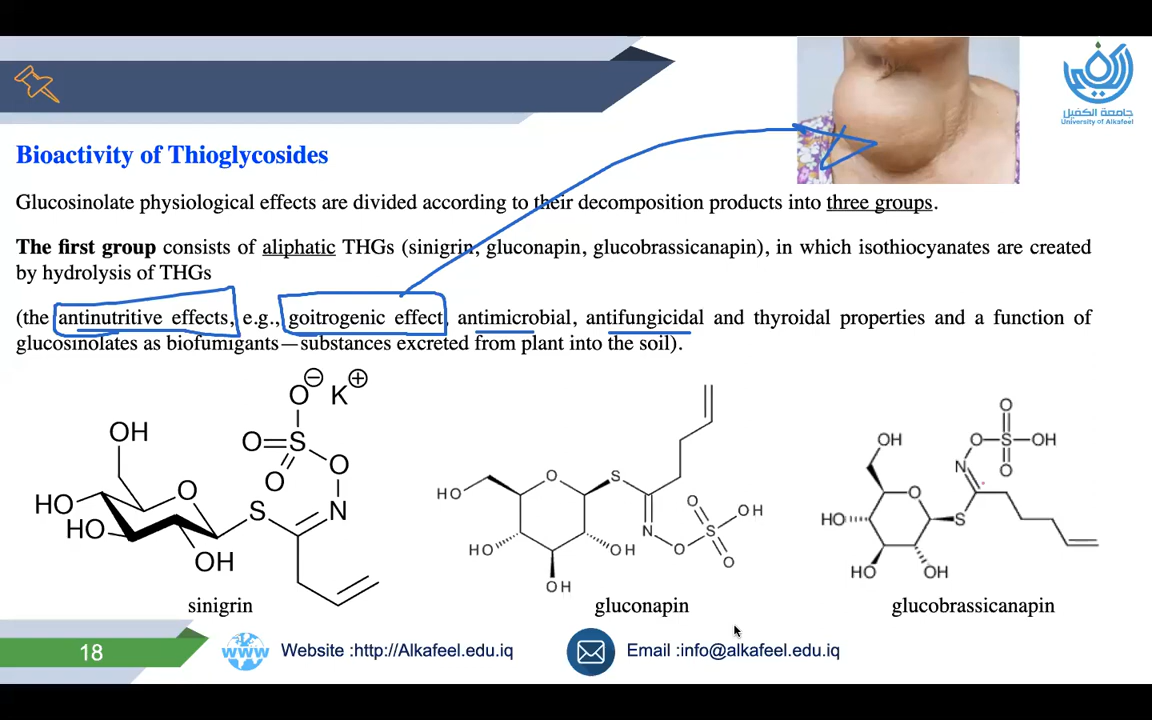 جامعة الكفيل
University of Alkafeel
Bioactivity of Thioglycosides
Glucosinolate physiological effects are divided according to their decomposition products into three groups.
The first group consists of aliphatic THGs (sinigrin, gluconapin, glucobrassicanapin), in which isothiocyanates are created
by hydrolysis of THGs
(the antinutritive effects, e.g., goitrogenic effect, antimicrobial, antifungicidal and thyroidal properties and a function of
glucosinolates as biofumigants—substances excreted from plant into the soil).
O K
OH O=S O
O
HO O S N
HO OH
sinigrin
HO O S
N O S OH
O O
HO OH
OH
gluconapin
O
OH O S OH
N O
HO O S
HO OH
glucobrassicanapin
18
WWW
Website :http://Alkafeel.edu.iq
Email :info@alkafeel.edu.iq